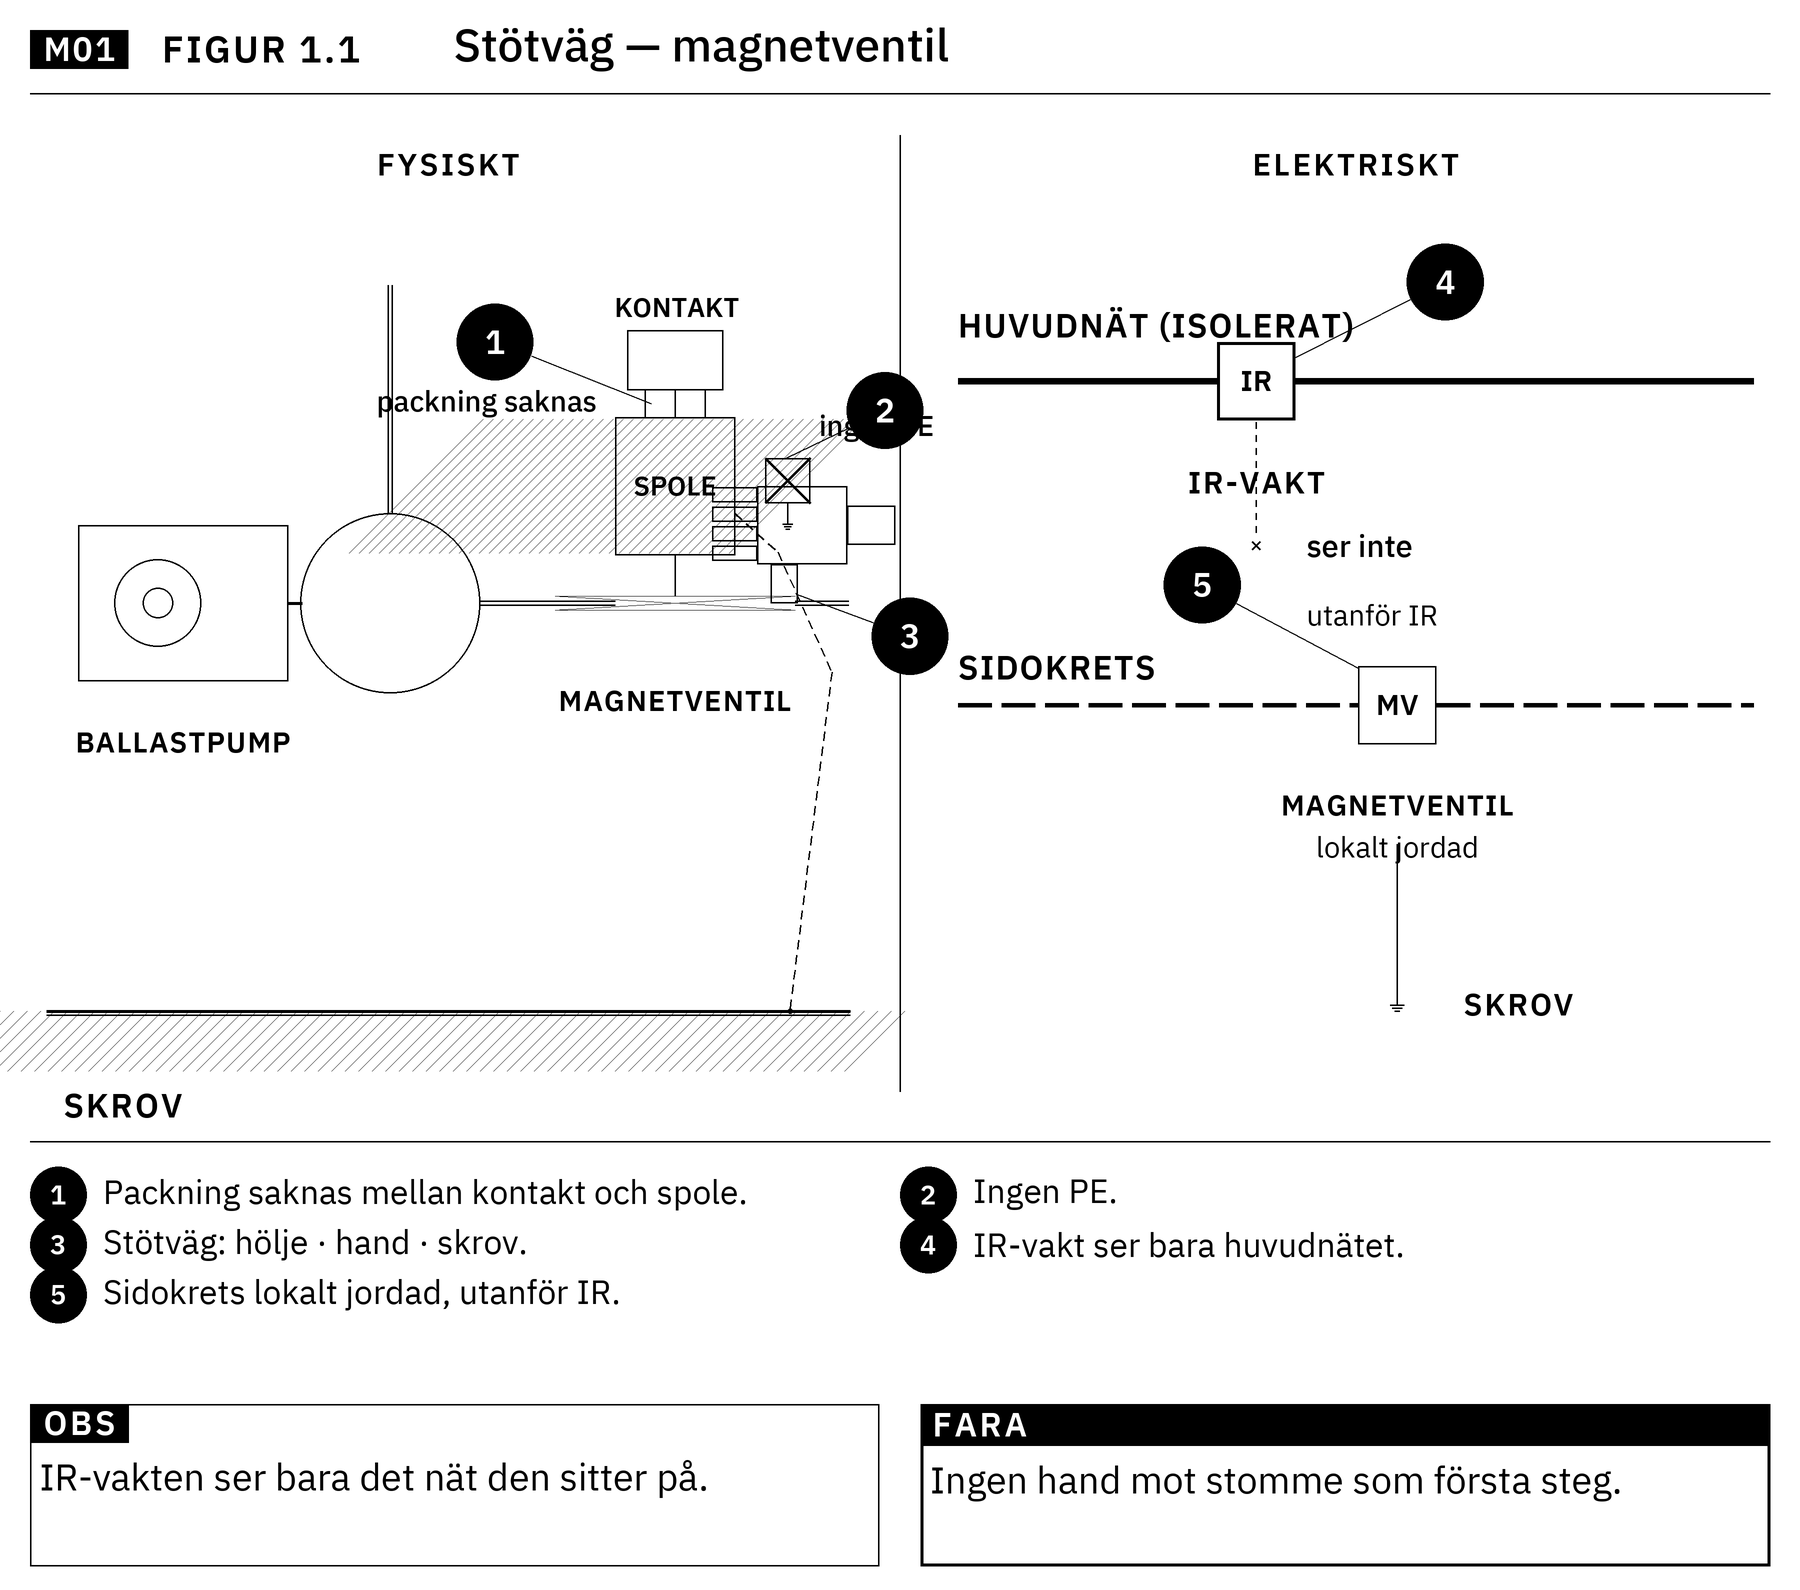 M01 FIGUR 1.1 Stötväg — magnetventil
FYSISKT
ELEKTRISKT
KONTAKT
1
packning saknas
2
SPOLE
3
MAGNETVENTIL
BALLASTPUMP
SKROV
4
HUVUDNÄT (ISOLERAT)
IR
IR-VAKT
ser inte
5
utanför IR
SIDOKRETS
MV
MAGNETVENTIL
lokalt jordad
SKROV
1 Packning saknas mellan kontakt och spole.
2 Ingen PE.
3 Stötväg: hölje · hand · skrov.
4 IR-vakt ser bara huvudnätet.
5 Sidokrets lokalt jordad, utanför IR.
OBS
IR-vakten ser bara det nät den sitter på.
FARA
Ingen hand mot stomme som första steg.